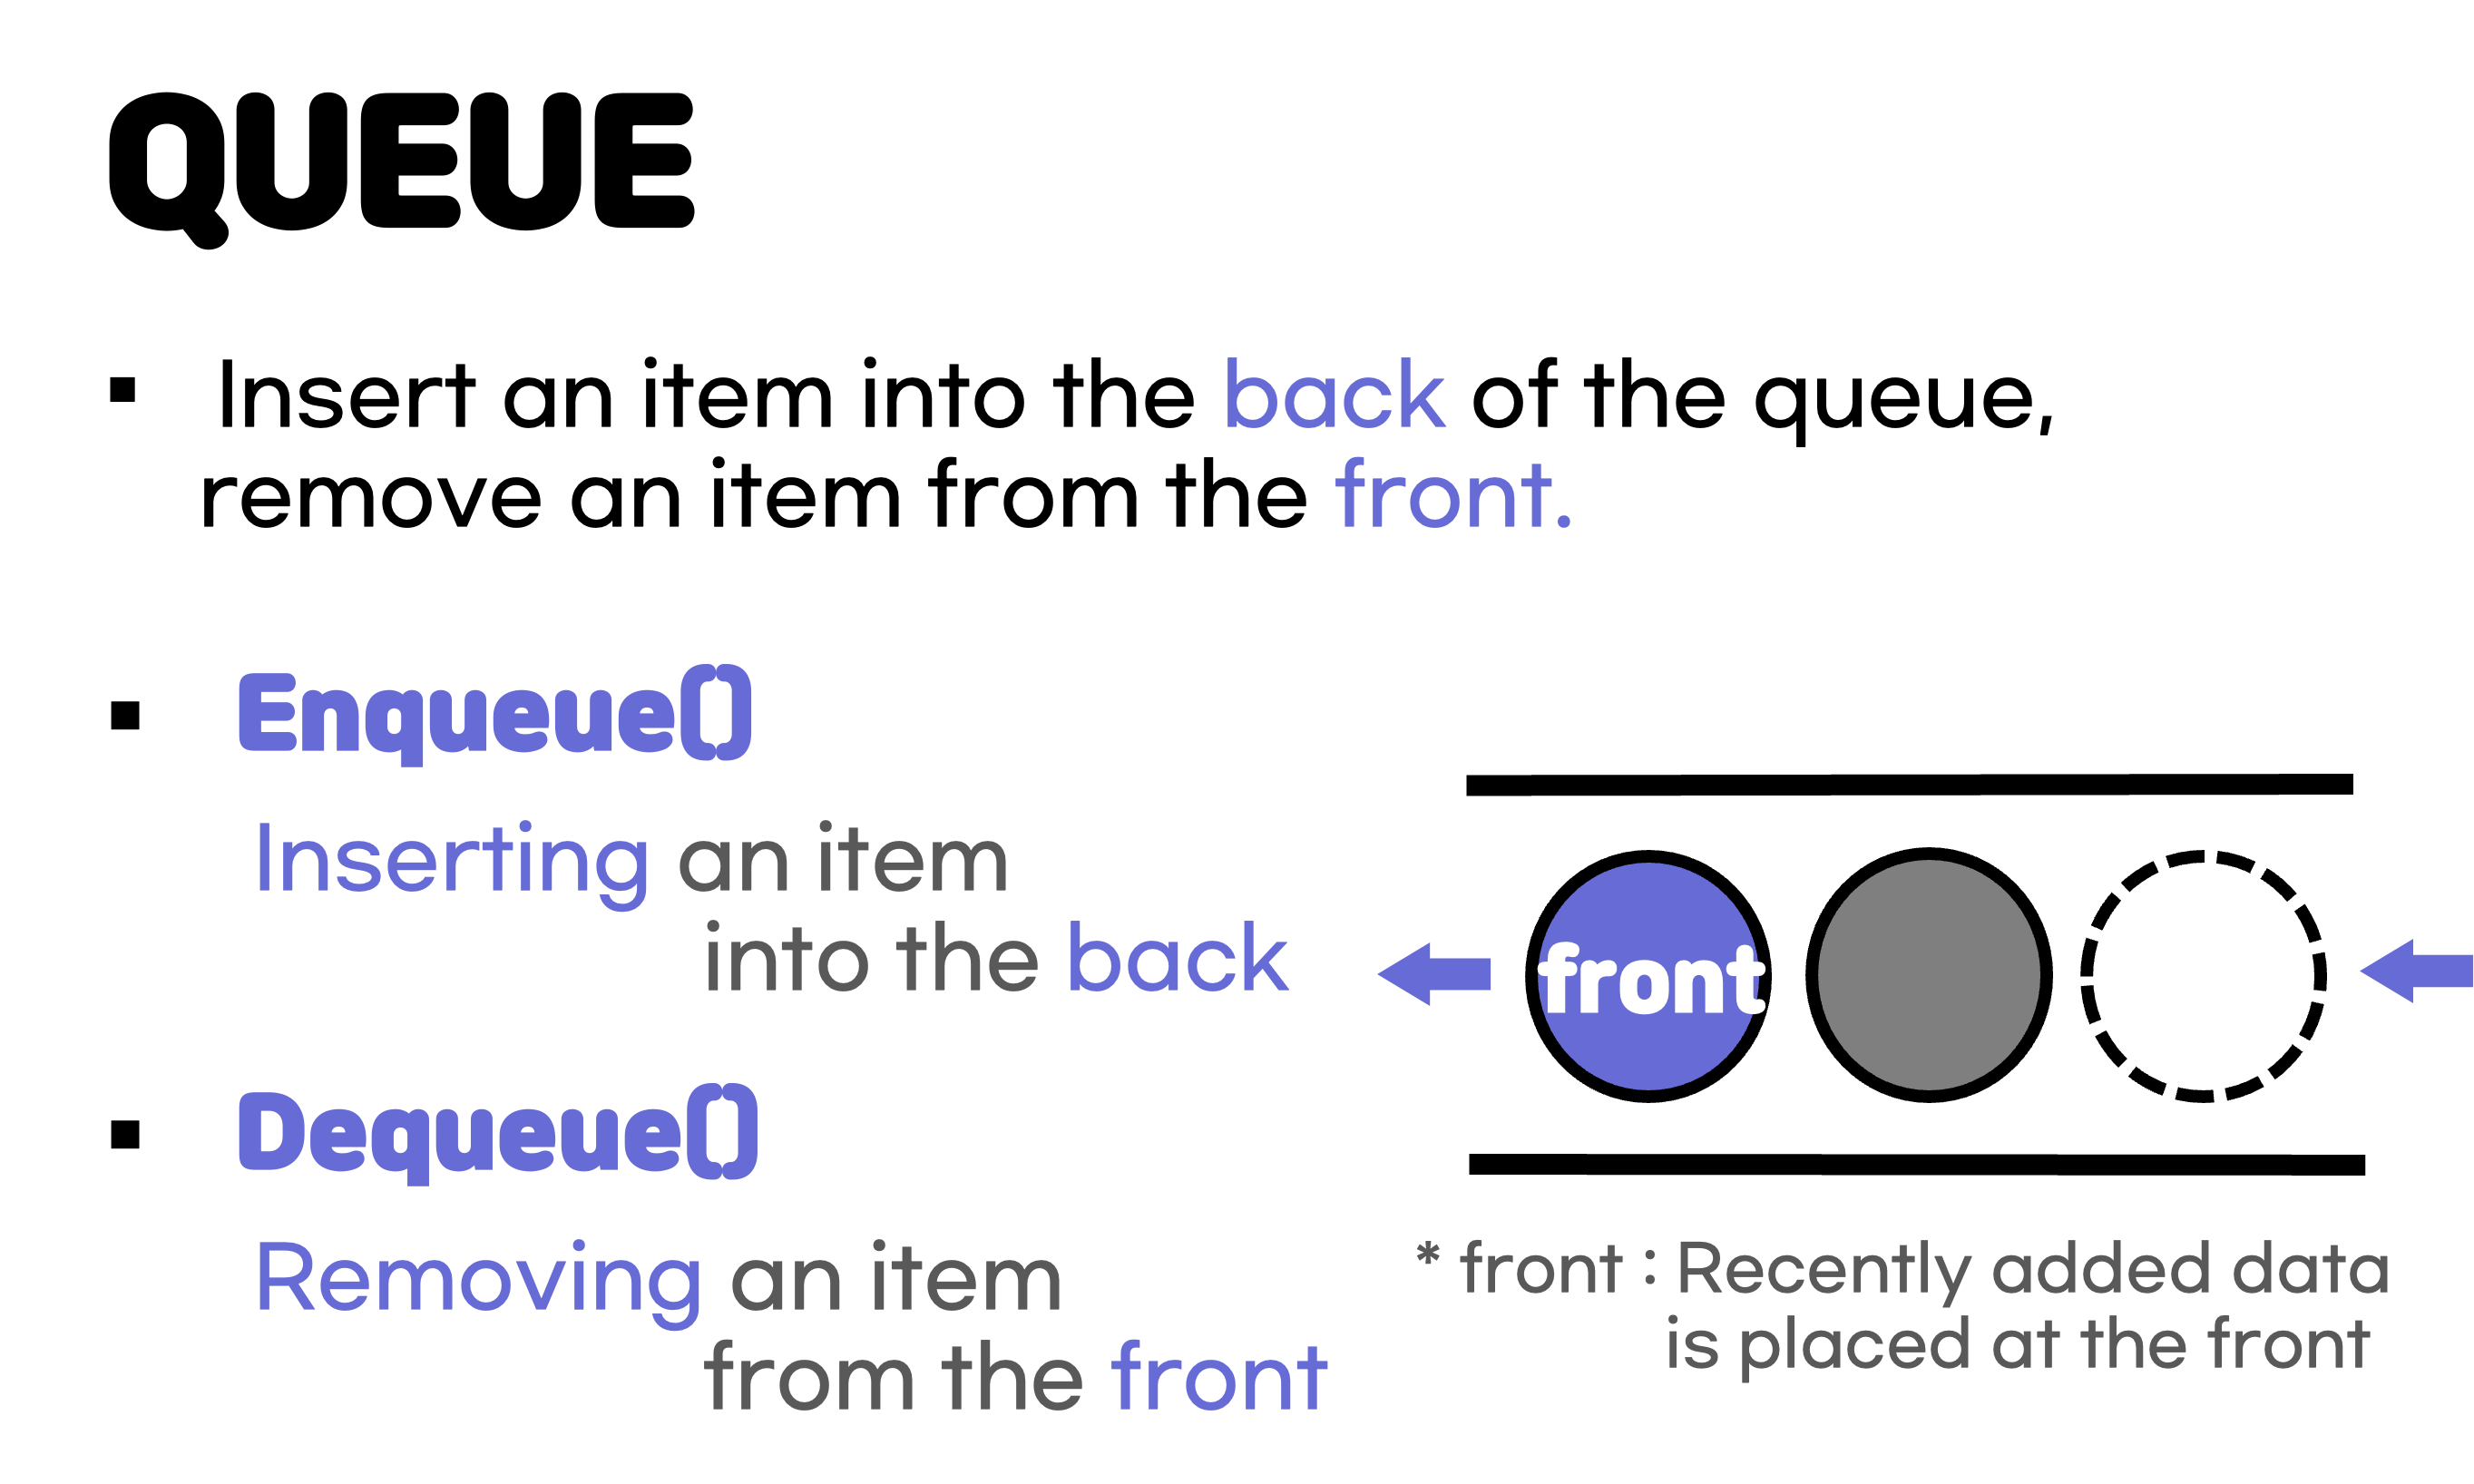 QUEUE
▪ Insert an item into the back of the queue,
remove an item from the front.
▪ Enqueue()
Inserting an item
into the back
▪ Dequeue()
Removing an item
from the front
front
* front : Recently added data
is placed at the front